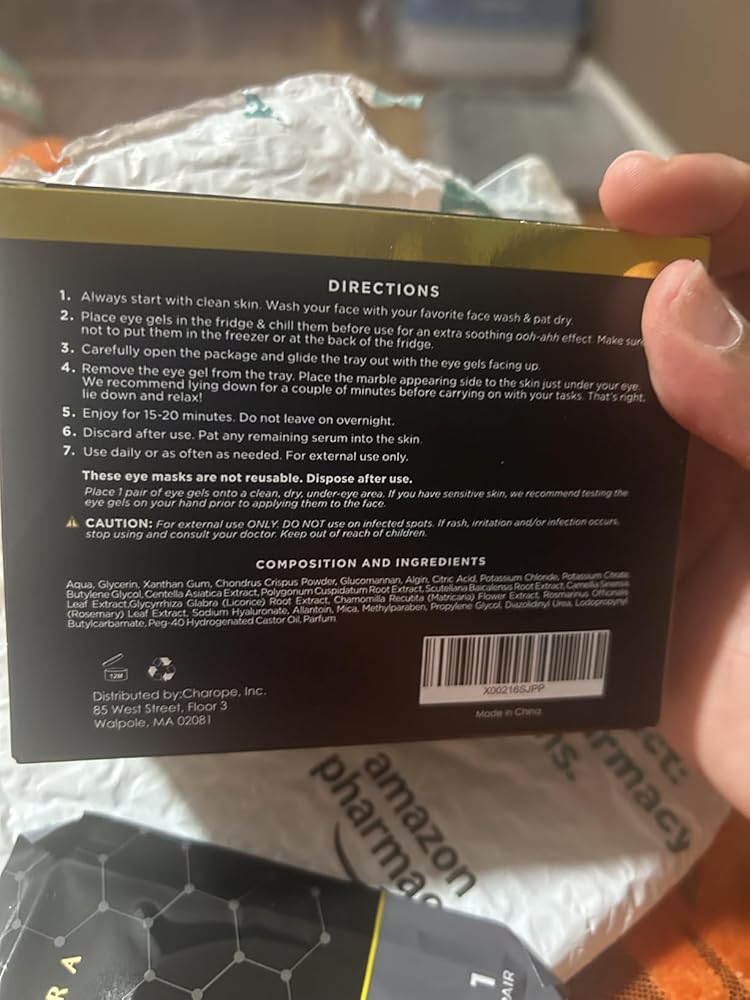 DIRECTIONS
1. Always start with clean skin. Wash your face with your favorite face wash & pat dry.
2. Place eye gels in the fridge & chill them before use for an extra soothing ooh-ahh effect. Make sure
not to put them in the freezer or at the back of the fridge.
3. Carefully open the package and glide the tray out with the eye gels facing up.
4. Remove the eye gel from the tray. Place the marble appearing side to the skin just under your eye.
We recommend lying down for a couple of minutes before carrying on with your tasks. That's right,
lie down and relax!
5. Enjoy for 15-20 minutes. Do not leave on overnight.
6. Discard after use. Pat any remaining serum into the skin.
7. Use daily or as often as needed. For external use only.
These eye masks are not reusable. Dispose after use.
Place 1 pair of eye gels onto a clean, dry, under-eye area. If you have sensitive skin, we recommend testing the
eye gels on your hand prior to applying them to the face.
CAUTION: For external use ONLY. DO NOT use on infected spots. If rash, irritation and/or infection occurs,
stop using and consult your doctor. Keep out of reach of children.
COMPOSITION AND INGREDIENTS
Aqua, Glycerin, Xanthan Gum, Chondrus Crispus Powder, Glucomannan, Algin, Citric Acid, Potassium Chloride, Potassium Citrate
Butylene Glycol, Centella Asiatica Extract, Polygonum Cuspidatum Root Extract, Scutellaria Baicalensis Root Extract, Camellia Sinensis
Leaf Extract,Glycyrrhiza Glabra (Licorice) Root Extract, Chamomilla Recutita (Matricaria) Flower Extract, Rosmarinus Officinalis
(Rosemary) Leaf Extract, Sodium Hyaluronate, Allantoin, Mica, Methylparaben, Propylene Glycol, Diazolidinyl Urea, Lodopropynyl
Butylcarbamate, Peg-40 Hydrogenated Castor Oil, Parfum
12M
Distributed by:Charope, Inc.
85 West Street, Floor 3
Walpole, MA 02081
X00216SJPP
Made in China
ct:
rmacy
ns.
amazon
pharmac
RA
1
PAIR